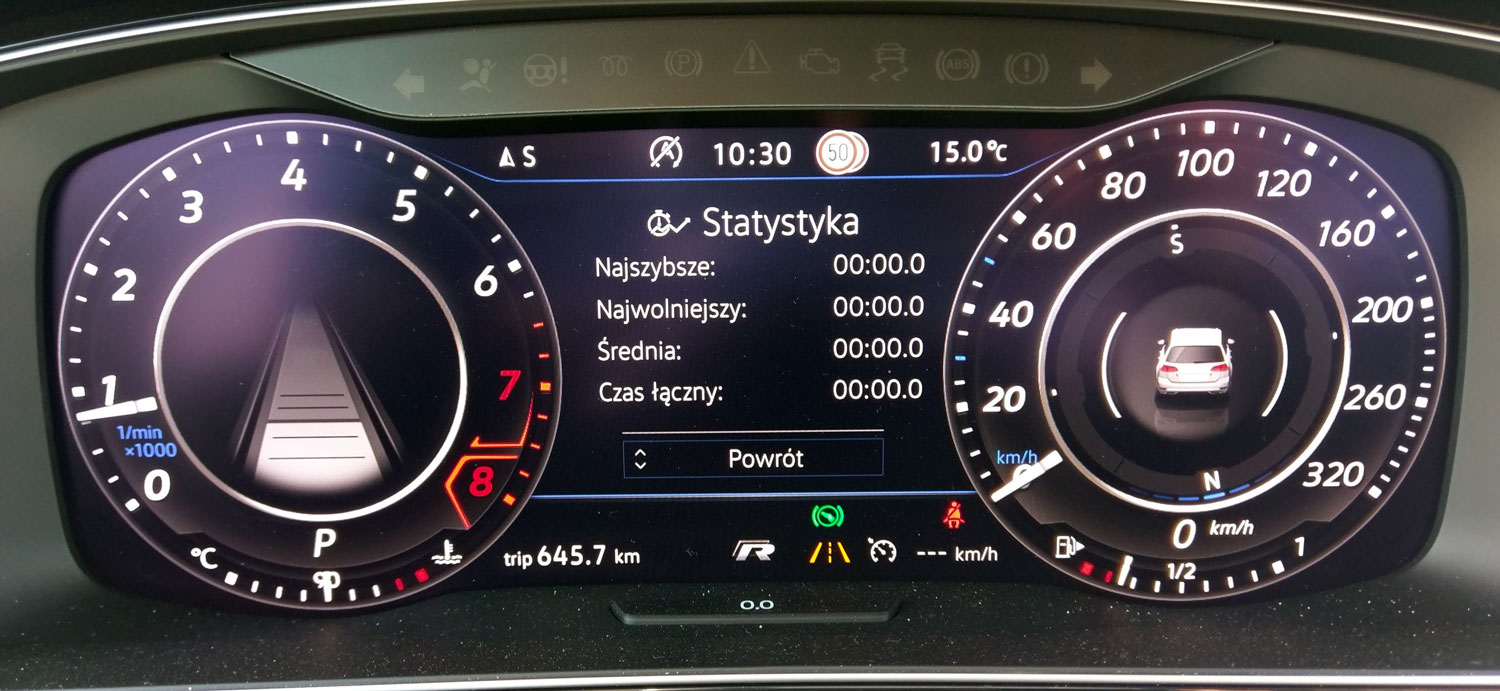 P
ABS
S
10:30
50
15.0°C
Statystyka
Najszybsze: 00:00.0
Najwolniejszy: 00:00.0
Średnia: 00:00.0
Czas łączny: 00:00.0
Powrót
0
1
2
3
4
5
6
7
8
1/min
×1000
P
°C
90
trip 645.7 km
R
--- km/h
0.0
0
20
40
60
80
100
120
160
200
260
320
km/h
S
N
0 km/h
1/2
1